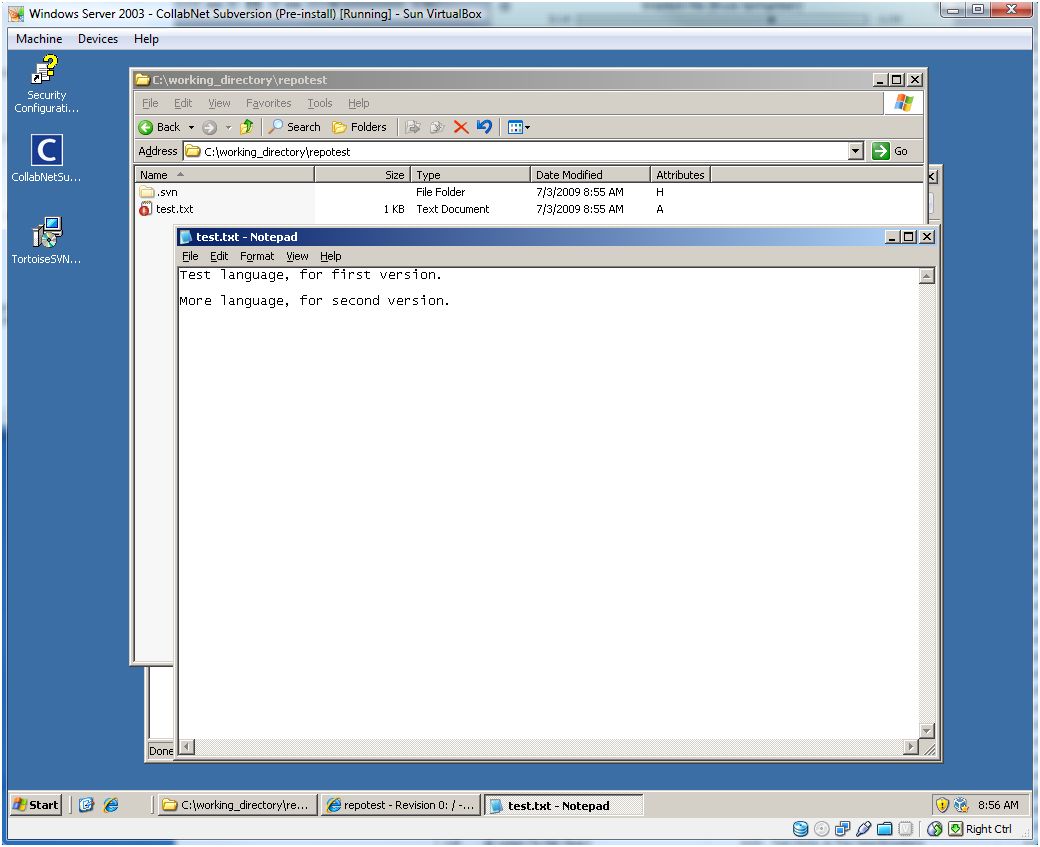 Windows Server 2003 - CollabNet Subversion (Pre-install) [Running] - Sun VirtualBox
Machine Devices Help
Security
Configurati...
CollabNetSu...
TortoiseSVN...
C:\working_directory\repotest
File Edit View Favorites Tools Help
Back Search Folders
Address C:\working_directory\repotest Go
Name Size Type Date Modified Attributes
.svn File Folder 7/3/2009 8:55 AM H
test.txt 1 KB Text Document 7/3/2009 8:55 AM A
test.txt - Notepad
File Edit Format View Help
Test language, for first version.
More language, for second version.
Done
Start C:\working_directory\re... repotest - Revision 0: / -... test.txt - Notepad 8:56 AM
Right Ctrl